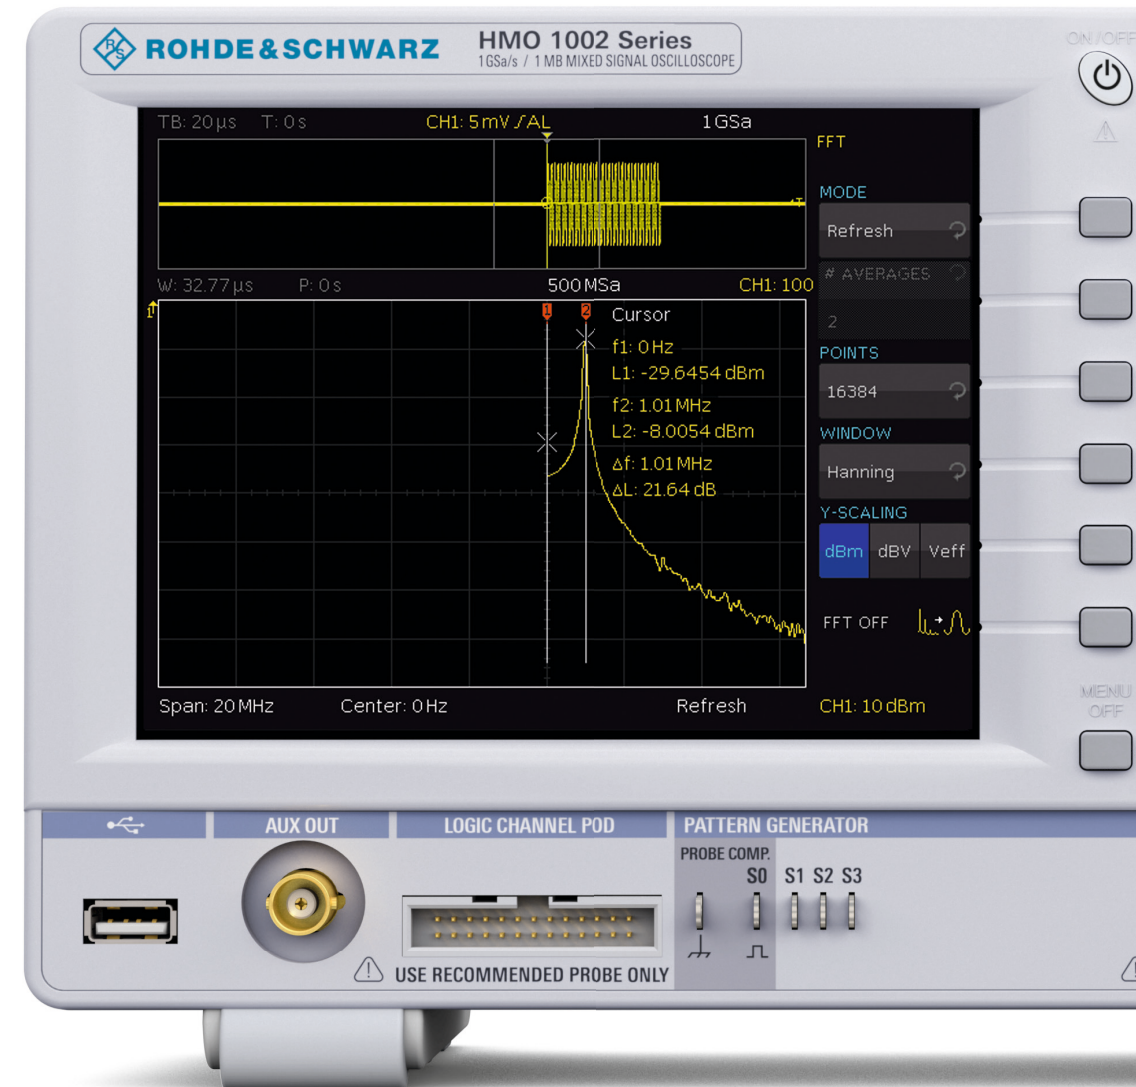 ROHDE&SCHWARZ
R&S
HMO 1002 Series
1 GSa/s / 1 MB MIXED SIGNAL OSCILLOSCOPE
ON/OFF
TB: 20 µs T: 0 s CH1: 5 mV AL 1 GSa
FFT
MODE
Refresh
T
W: 32.77 µs P: 0 s 500 MSa CH1: 100
# AVERAGES
2
1
1 2 Cursor
f1: 0 Hz
L1: -29.6454 dBm
f2: 1.01 MHz
L2: -8.0054 dBm
Δf: 1.01 MHz
ΔL: 21.64 dB
POINTS
16384
WINDOW
Hanning
Y-SCALING
dBm dBV Veff
FFT OFF
MENU
OFF
Span: 20 MHz Center: 0 Hz Refresh CH1: 10 dBm
AUX OUT
LOGIC CHANNEL POD
PATTERN GENERATOR
PROBE COMP.
S0 S1 S2 S3
USE RECOMMENDED PROBE ONLY